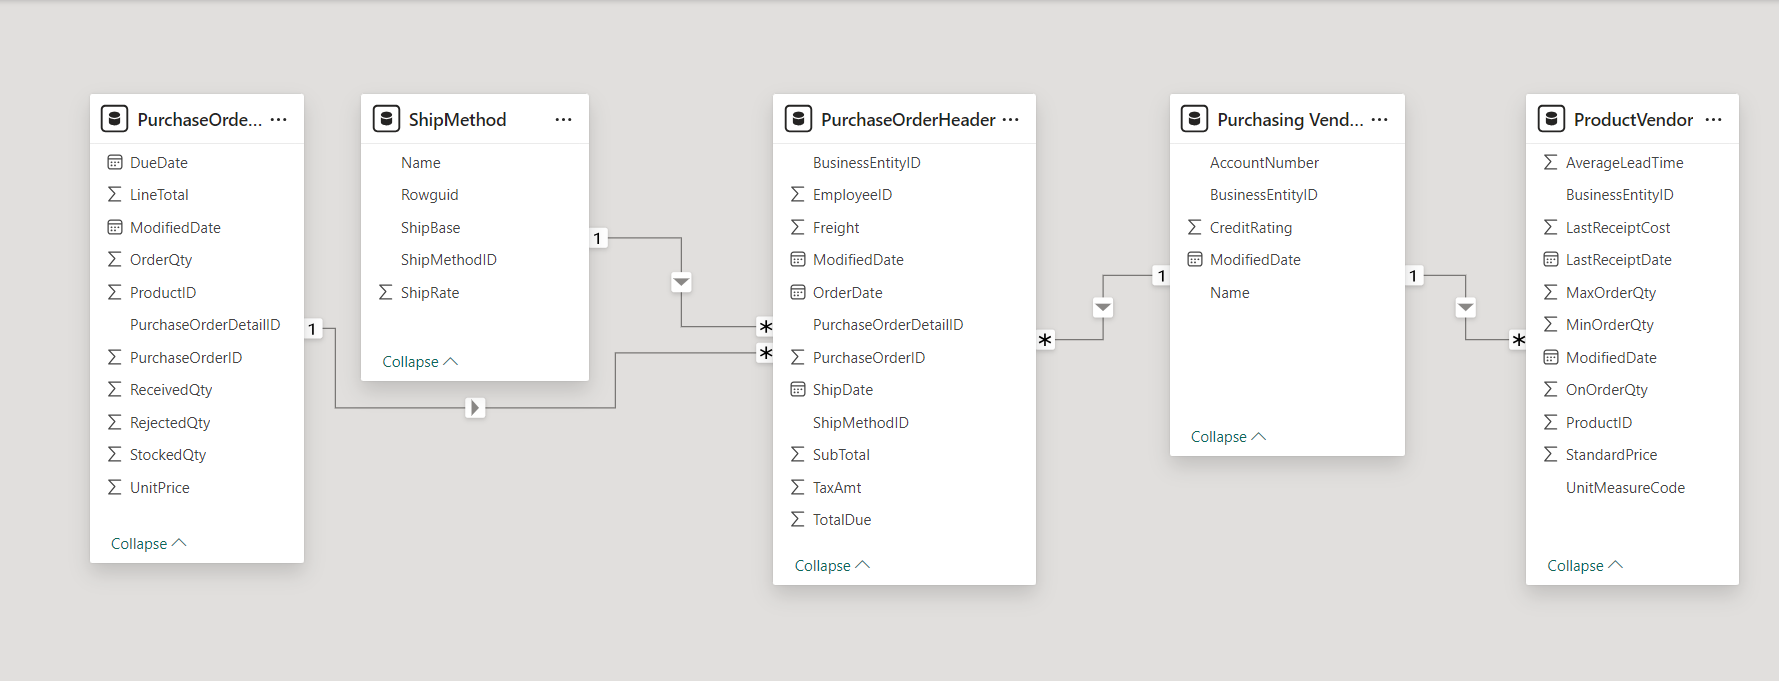 PurchaseOrde...
DueDate
LineTotal
ModifiedDate
OrderQty
ProductID
PurchaseOrderDetailID
PurchaseOrderID
ReceivedQty
RejectedQty
StockedQty
UnitPrice
Collapse
1
ShipMethod
Name
Rowguid
ShipBase
ShipMethodID
ShipRate
Collapse
1
*
*
PurchaseOrderHeader
BusinessEntityID
EmployeeID
Freight
ModifiedDate
OrderDate
PurchaseOrderDetailID
PurchaseOrderID
ShipDate
ShipMethodID
SubTotal
TaxAmt
TotalDue
Collapse
*
1
Purchasing Vend...
AccountNumber
BusinessEntityID
CreditRating
ModifiedDate
Name
Collapse
1
*
ProductVendor
AverageLeadTime
BusinessEntityID
LastReceiptCost
LastReceiptDate
MaxOrderQty
MinOrderQty
ModifiedDate
OnOrderQty
ProductID
StandardPrice
UnitMeasureCode
Collapse